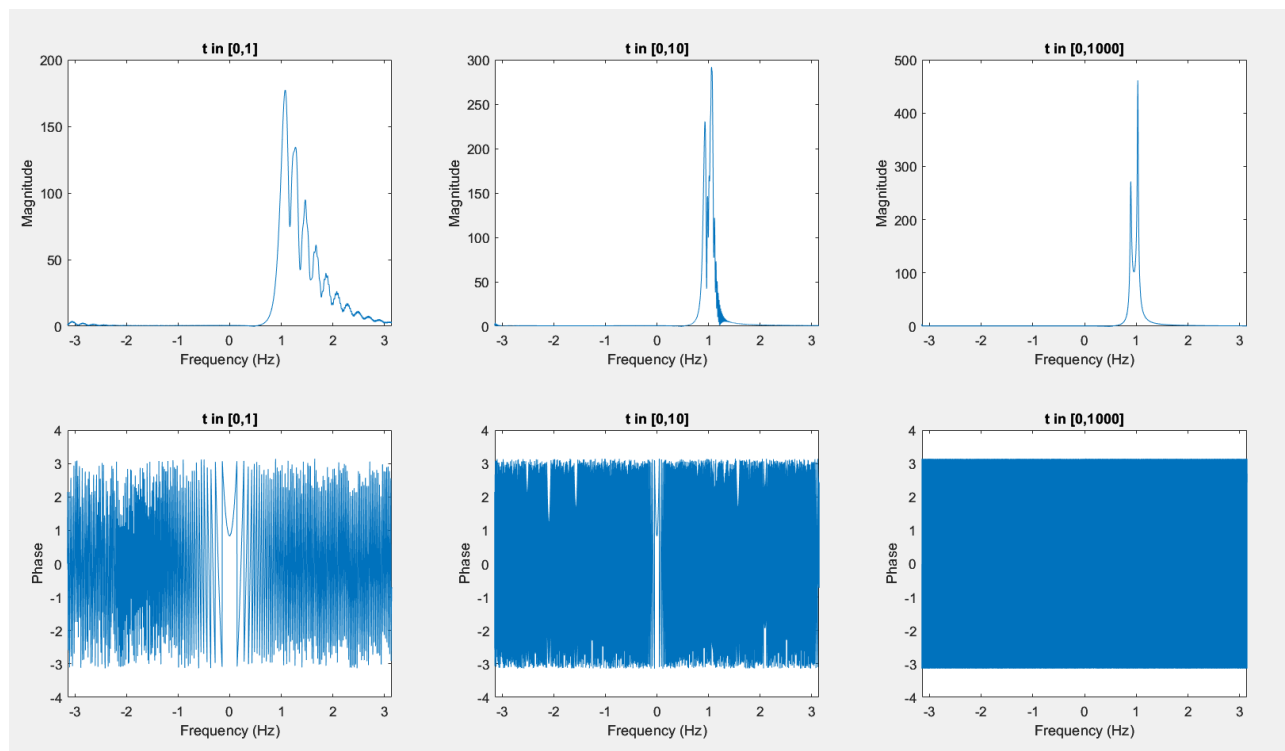 t in [0,1]
200
150
100
50
0
Magnitude
-3 -2 -1 0 1 2 3
Frequency (Hz)
t in [0,10]
300
250
200
150
100
50
0
Magnitude
-3 -2 -1 0 1 2 3
Frequency (Hz)
t in [0,1000]
500
400
300
200
100
0
Magnitude
-3 -2 -1 0 1 2 3
Frequency (Hz)
t in [0,1]
4
3
2
1
0
-1
-2
-3
-4
Phase
-3 -2 -1 0 1 2 3
Frequency (Hz)
t in [0,10]
4
3
2
1
0
-1
-2
-3
-4
Phase
-3 -2 -1 0 1 2 3
Frequency (Hz)
t in [0,1000]
4
3
2
1
0
-1
-2
-3
-4
Phase
-3 -2 -1 0 1 2 3
Frequency (Hz)